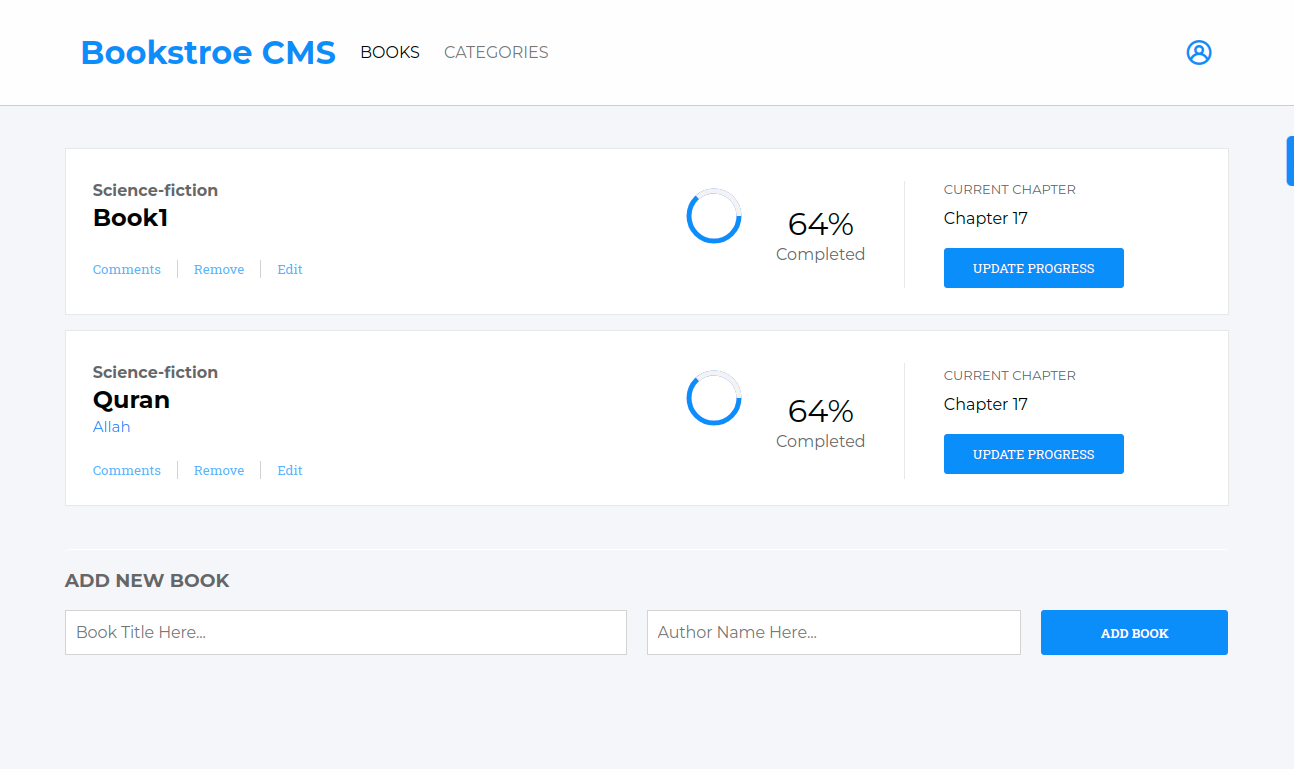 Bookstroe CMS BOOKS CATEGORIES
Science-fiction
Book1
Comments Remove Edit
64%
Completed
CURRENT CHAPTER
Chapter 17
UPDATE PROGRESS
Science-fiction
Quran
Allah
Comments Remove Edit
64%
Completed
CURRENT CHAPTER
Chapter 17
UPDATE PROGRESS
ADD NEW BOOK
Book Title Here... Author Name Here... ADD BOOK